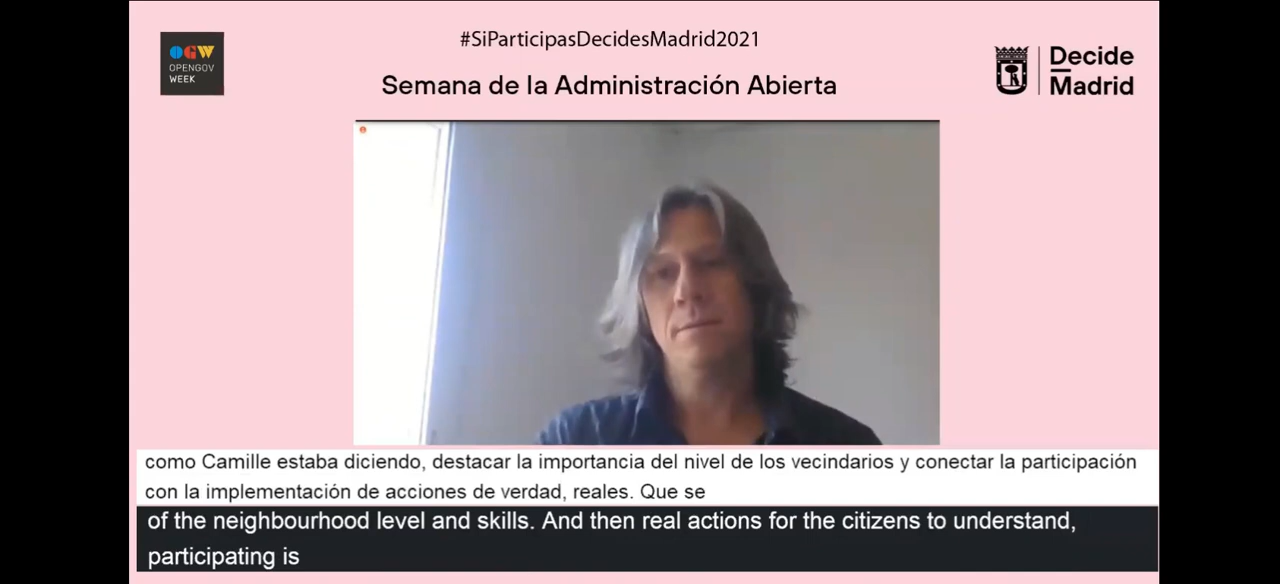 #SiParticipasDecidesMadrid2021
OGW
OPENGOV
WEEK
Semana de la Administración Abierta
Decide
Madrid
como Camille estaba diciendo, destacar la importancia del nivel de los vecindarios y conectar la participación
con la implementación de acciones de verdad, reales. Que se
of the neighbourhood level and skills. And then real actions for the citizens to understand,
participating is